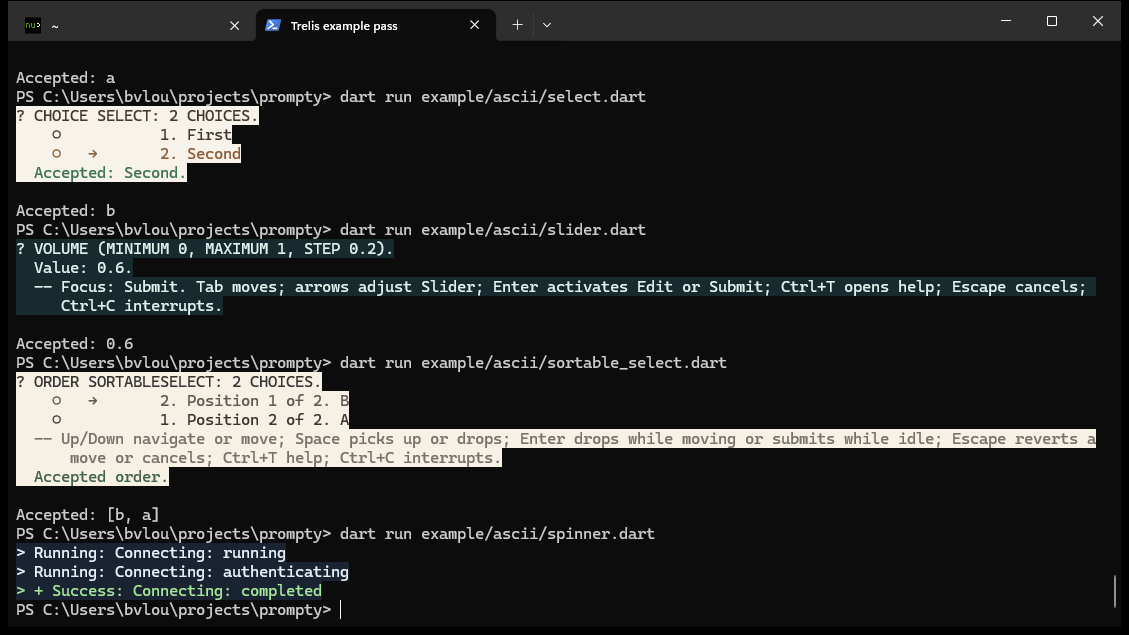 nu> ~
Trelis example pass
Accepted: a
PS C:\Users\bvlou\projects\prompty> dart run example/ascii/select.dart
? CHOICE SELECT: 2 CHOICES.
○ 1. First
○ → 2. Second
Accepted: Second.
Accepted: b
PS C:\Users\bvlou\projects\prompty> dart run example/ascii/slider.dart
? VOLUME (MINIMUM 0, MAXIMUM 1, STEP 0.2).
Value: 0.6.
-- Focus: Submit. Tab moves; arrows adjust Slider; Enter activates Edit or Submit; Ctrl+T opens help; Escape cancels;
Ctrl+C interrupts.
Accepted: 0.6
PS C:\Users\bvlou\projects\prompty> dart run example/ascii/sortable_select.dart
? ORDER SORTABLESELECT: 2 CHOICES.
○ → 2. Position 1 of 2. B
○ 1. Position 2 of 2. A
-- Up/Down navigate or move; Space picks up or drops; Enter drops while moving or submits while idle; Escape reverts a
move or cancels; Ctrl+T help; Ctrl+C interrupts.
Accepted order.
Accepted: [b, a]
PS C:\Users\bvlou\projects\prompty> dart run example/ascii/spinner.dart
> Running: Connecting: running
> Running: Connecting: authenticating
> + Success: Connecting: completed
PS C:\Users\bvlou\projects\prompty>